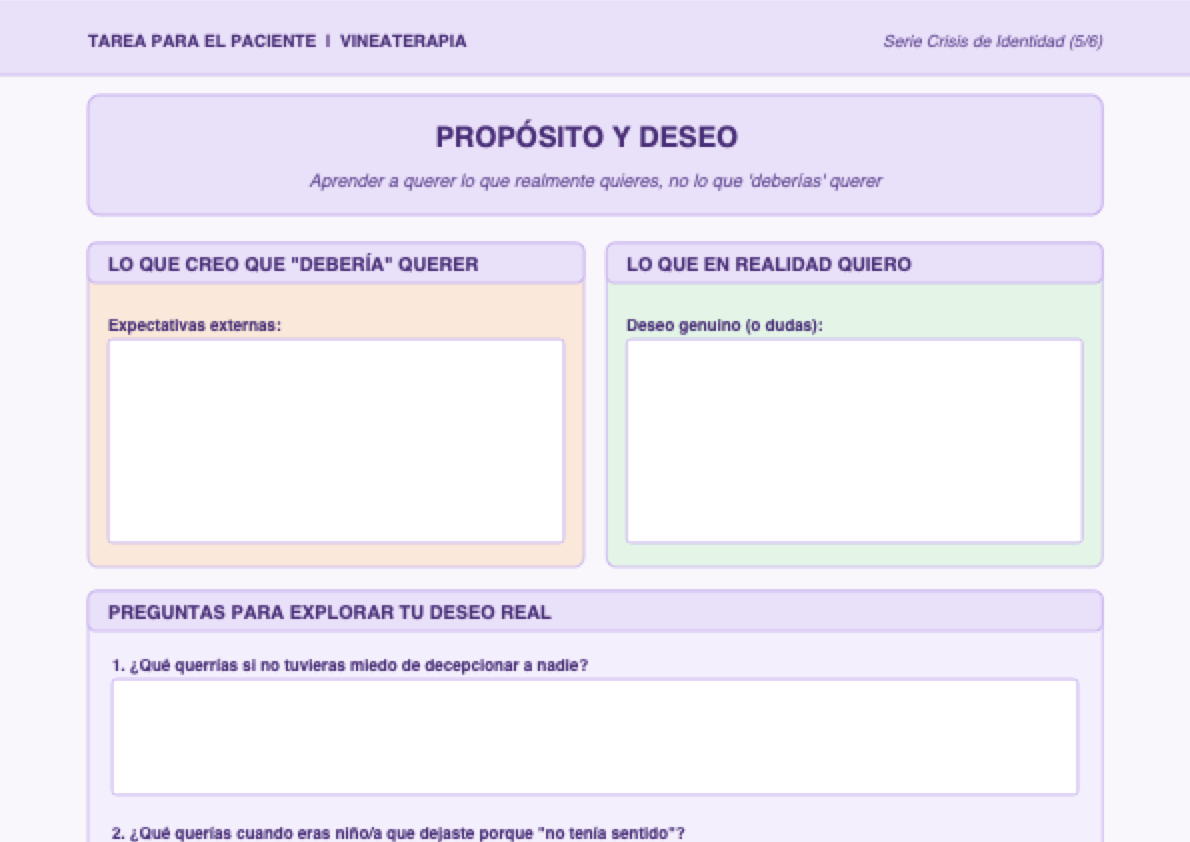 TAREA PARA EL PACIENTE | VINEATERAPIA
Serie Crisis de Identidad (5/6)
PROPÓSITO Y DESEO
Aprender a querer lo que realmente quieres, no lo que 'deberías' querer
LO QUE CREO QUE "DEBERÍA" QUERER
Expectativas externas:
LO QUE EN REALIDAD QUIERO
Deseo genuino (o dudas):
PREGUNTAS PARA EXPLORAR TU DESEO REAL
1. ¿Qué querrías si no tuvieras miedo de decepcionar a nadie?
2. ¿Qué querías cuando eras niño/a que dejaste porque "no tenía sentido"?